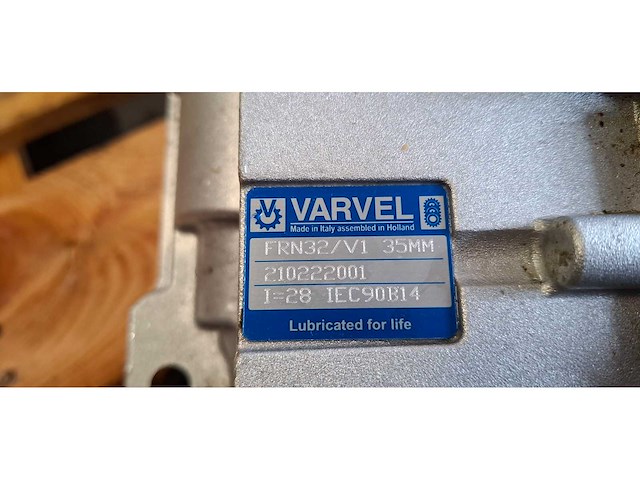 VARVEL
Made in Italy assembled in Holland
FRN32/V1 35MM
210222001
I=28 IEC90B14
Lubricated for life